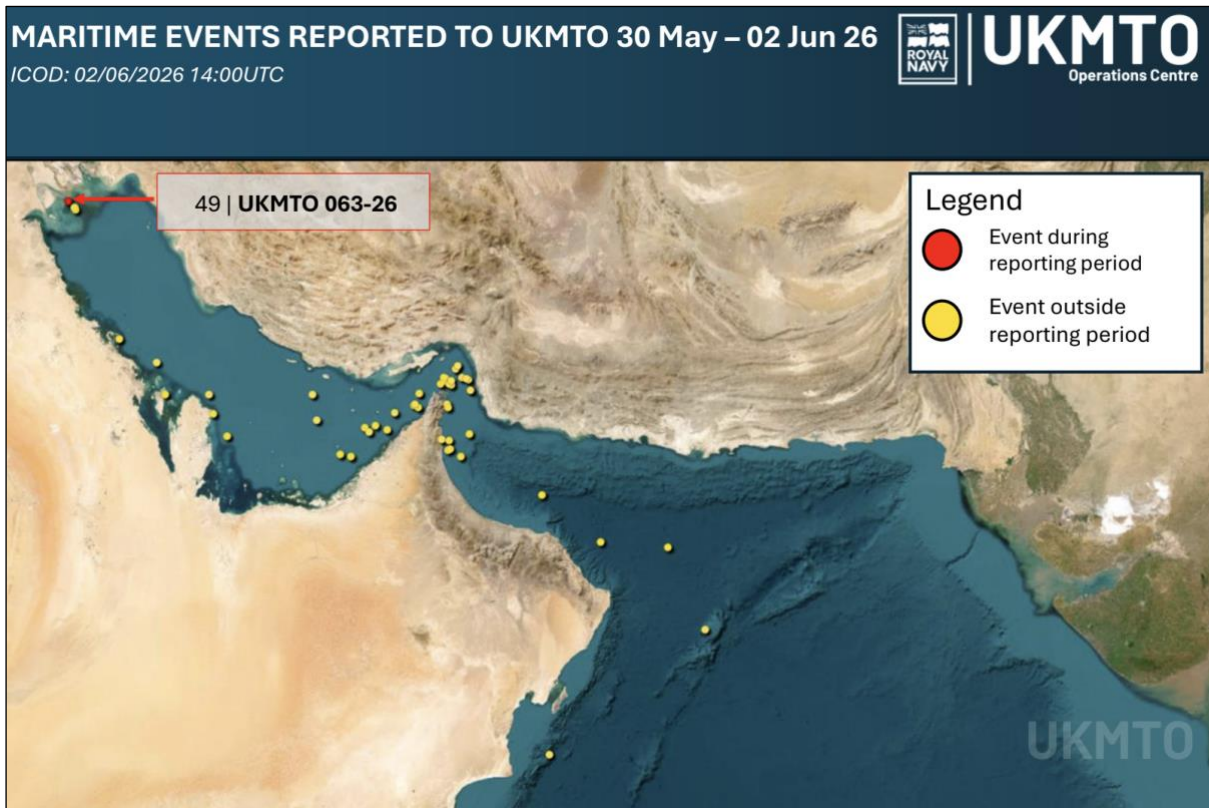 MARITIME EVENTS REPORTED TO UKMTO 30 May – 02 Jun 26
ICOD: 02/06/2026 14:00UTC
ROYAL
NAVY
UKMTO
Operations Centre
49 | UKMTO 063-26
Legend
Event during
reporting period
Event outside
reporting period
UKMTO